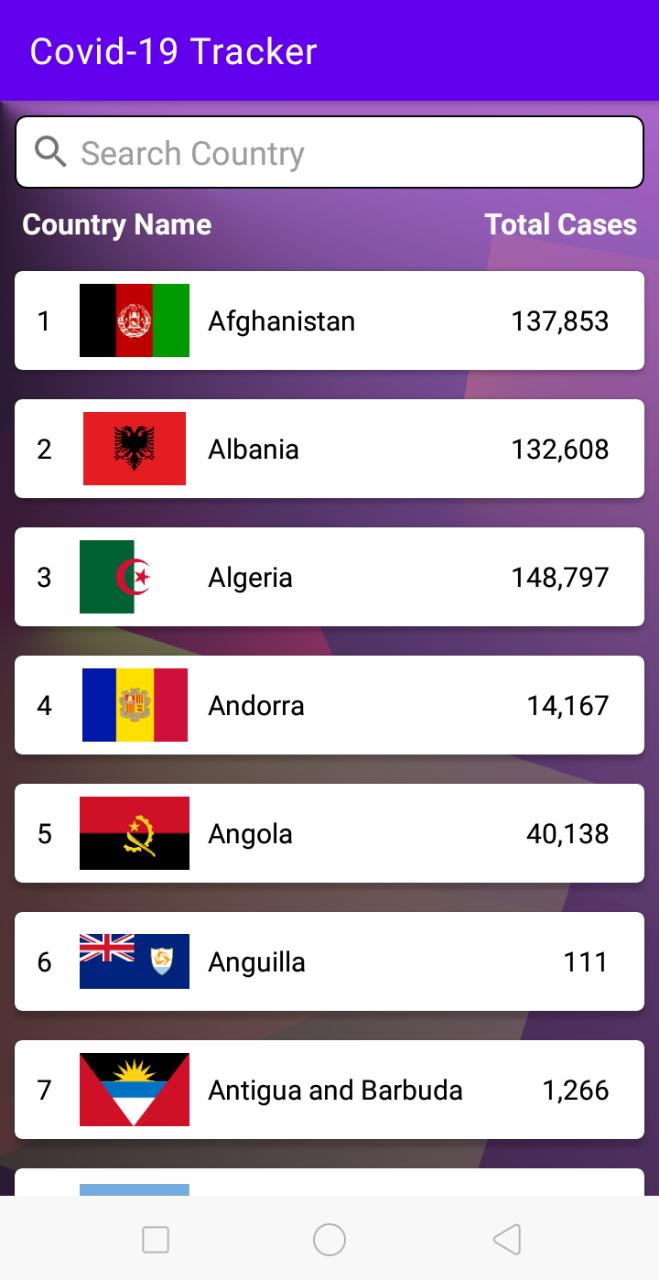 Covid-19 Tracker
Search Country
Country Name Total Cases
1 Afghanistan 137,853
2 Albania 132,608
3 Algeria 148,797
4 Andorra 14,167
5 Angola 40,138
6 Anguilla 111
7 Antigua and Barbuda 1,266